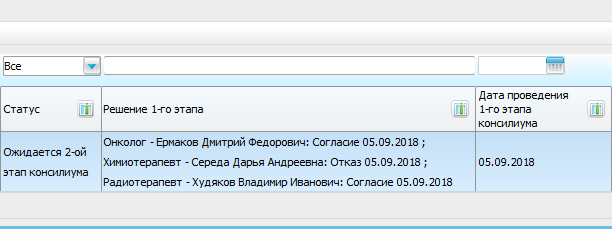 Все
Статус
Решение 1-го этапа
Дата проведения
1-го этапа
консилиума
Ожидается 2-ой
этап консилиума
Онколог - Ермаков Дмитрий Федорович: Согласие 05.09.2018 ;
Химиотерапевт - Середа Дарья Андреевна: Отказ 05.09.2018 ;
Радиотерапевт - Худяков Владимир Иванович: Согласие 05.09.2018
05.09.2018